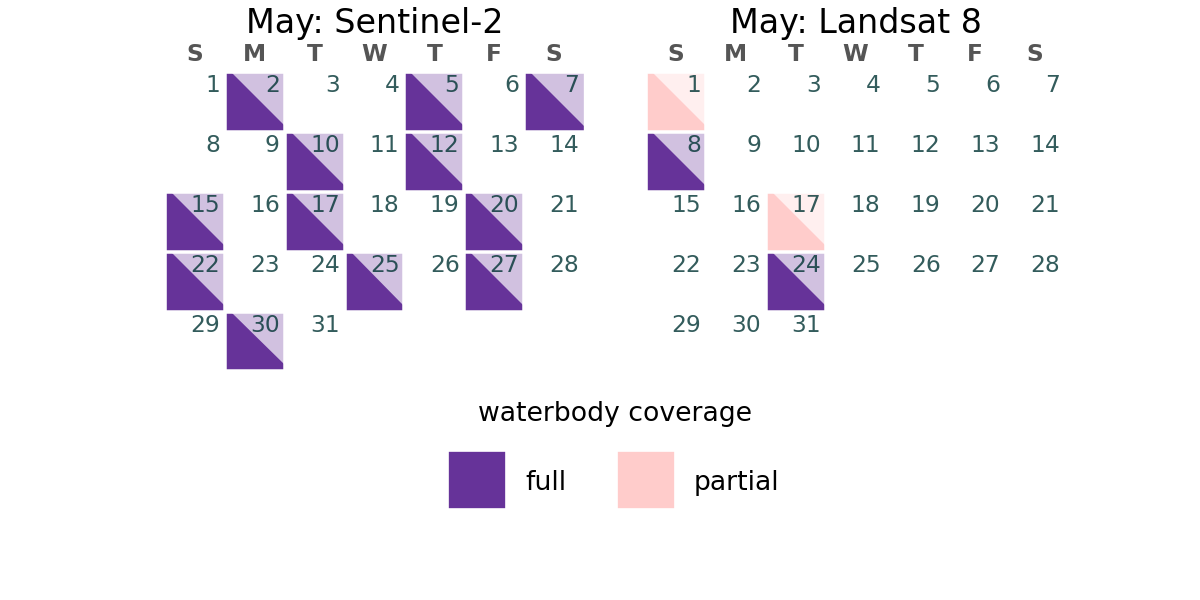 May: Sentinel-2
S M T W T F S
1 2 3 4 5 6 7
8 9 10 11 12 13 14
15 16 17 18 19 20 21
22 23 24 25 26 27 28
29 30 31
May: Landsat 8
S M T W T F S
1 2 3 4 5 6 7
8 9 10 11 12 13 14
15 16 17 18 19 20 21
22 23 24 25 26 27 28
29 30 31
waterbody coverage
full partial